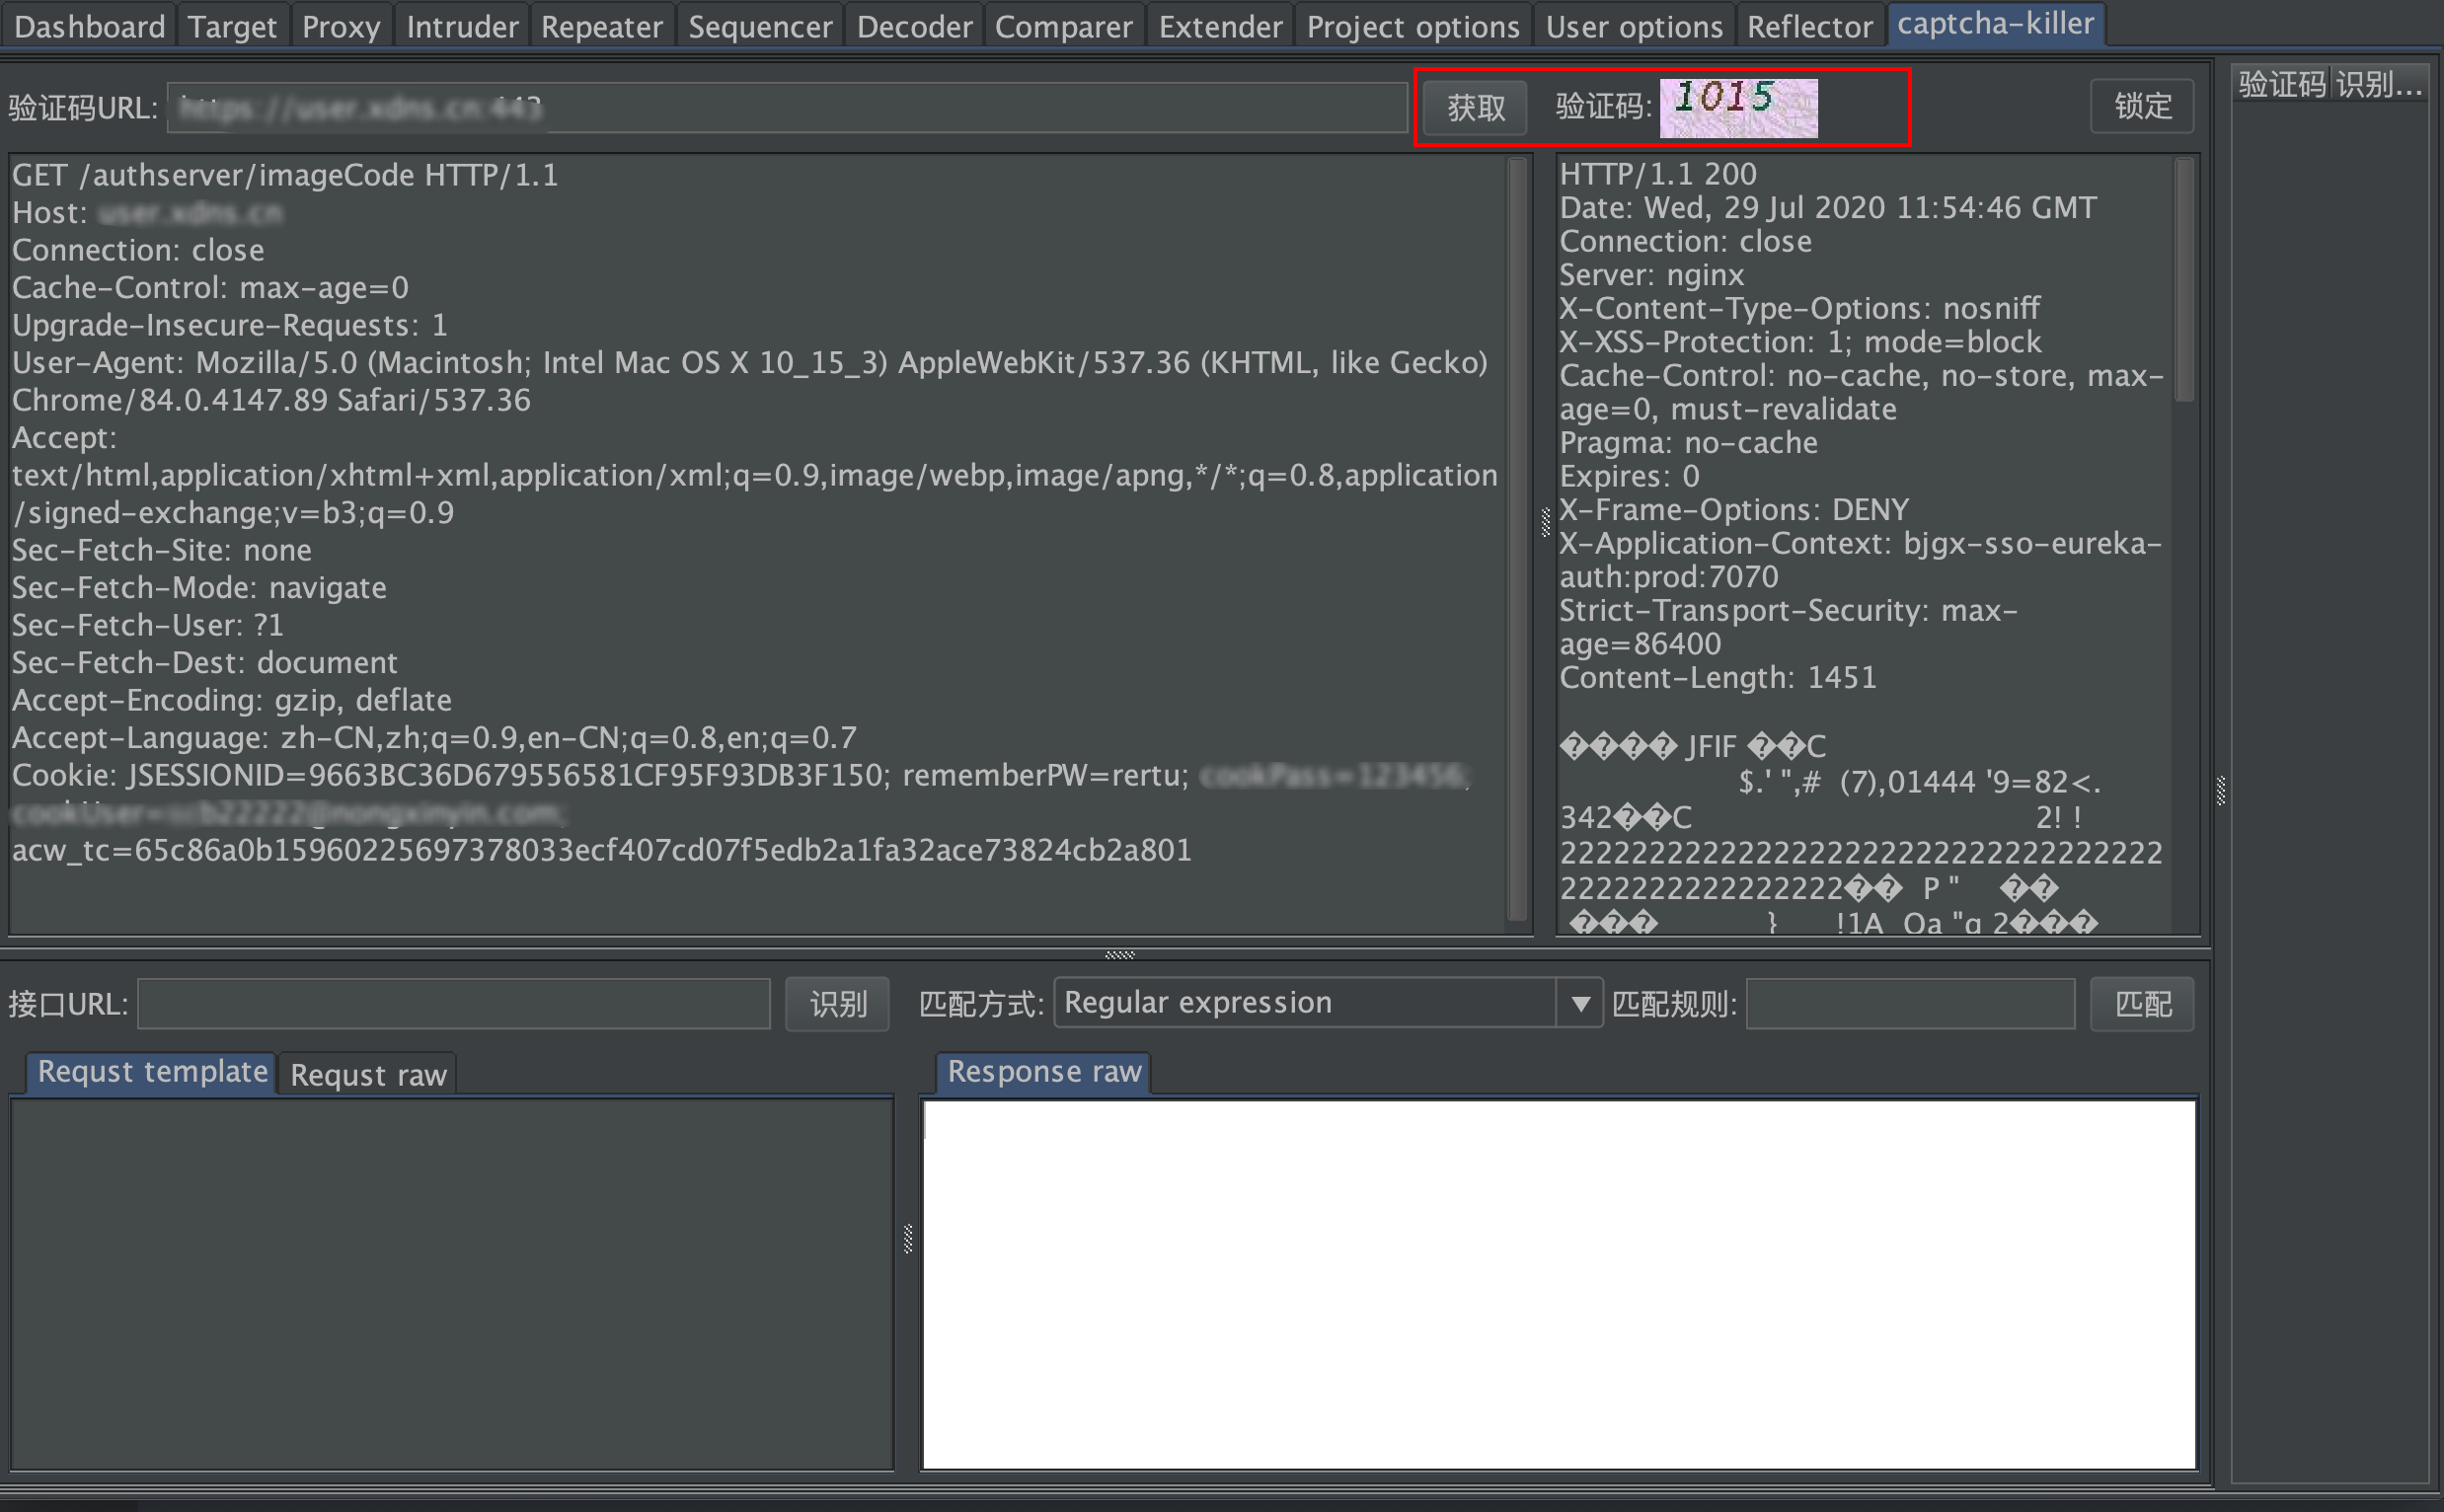 Dashboard Target Proxy Intruder Repeater Sequencer Decoder Comparer Extender Project options User options Reflector captcha-killer
验证码URL: 获取 验证码: 1015 锁定
验证码 识别...
GET /authserver/imageCode HTTP/1.1
Host:
Connection: close
Cache-Control: max-age=0
Upgrade-Insecure-Requests: 1
User-Agent: Mozilla/5.0 (Macintosh; Intel Mac OS X 10_15_3) AppleWebKit/537.36 (KHTML, like Gecko)
Chrome/84.0.4147.89 Safari/537.36
Accept:
text/html,application/xhtml+xml,application/xml;q=0.9,image/webp,image/apng,*/*;q=0.8,application
/signed-exchange;v=b3;q=0.9
Sec-Fetch-Site: none
Sec-Fetch-Mode: navigate
Sec-Fetch-User: ?1
Sec-Fetch-Dest: document
Accept-Encoding: gzip, deflate
Accept-Language: zh-CN,zh;q=0.9,en-CN;q=0.8,en;q=0.7
Cookie: JSESSIONID=9663BC36D679556581CF95F93DB3F150; rememberPW=rertu;
acw_tc=65c86a0b15960225697378033ecf407cd07f5edb2a1fa32ace73824cb2a801
HTTP/1.1 200
Date: Wed, 29 Jul 2020 11:54:46 GMT
Connection: close
Server: nginx
X-Content-Type-Options: nosniff
X-XSS-Protection: 1; mode=block
Cache-Control: no-cache, no-store, max-
age=0, must-revalidate
Pragma: no-cache
Expires: 0
X-Frame-Options: DENY
X-Application-Context: bjgx-sso-eureka-
auth:prod:7070
Strict-Transport-Security: max-
age=86400
Content-Length: 1451
���� JFIF ��C
$.' ",# (7),01444 '9=82<.
342��C 2! !
2222222222222222222222222222222222
2222222222222222�� P " ��
��� } !1A Qa "q 2���
接口URL: 识别 匹配方式: Regular expression 匹配规则: 匹配
Requst template Requst raw
Response raw